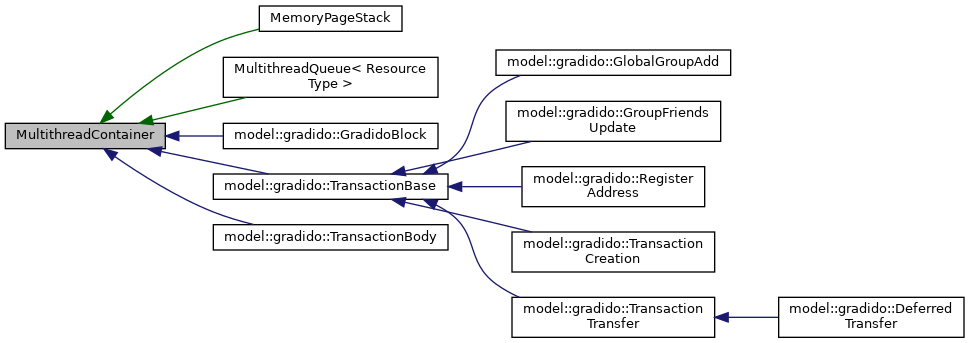 MemoryPageStack
MultithreadQueue< Resource
Type >
MultithreadContainer
model::gradido::GradidoBlock
model::gradido::TransactionBase
model::gradido::TransactionBody
model::gradido::GlobalGroupAdd
model::gradido::GroupFriends
Update
model::gradido::Register
Address
model::gradido::Transaction
Creation
model::gradido::Transaction
Transfer
model::gradido::Deferred
Transfer